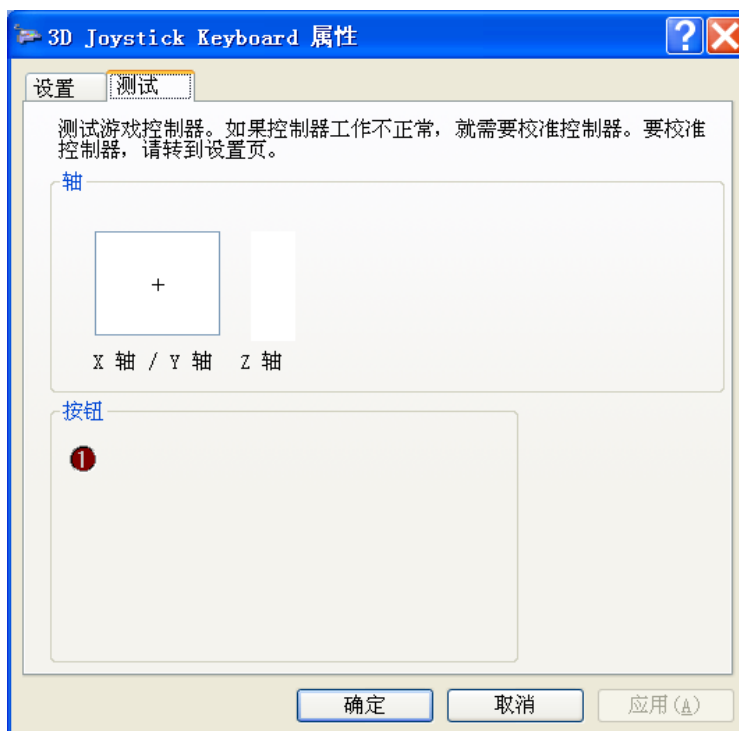 3D Joystick Keyboard 属性
设置 测试
测试游戏控制器。如果控制器工作不正常，就需要校准控制器。要校准
控制器，请转到设置页。
轴
X 轴 / Y 轴 Z 轴
按钮
1
确定 取消 应用(A)